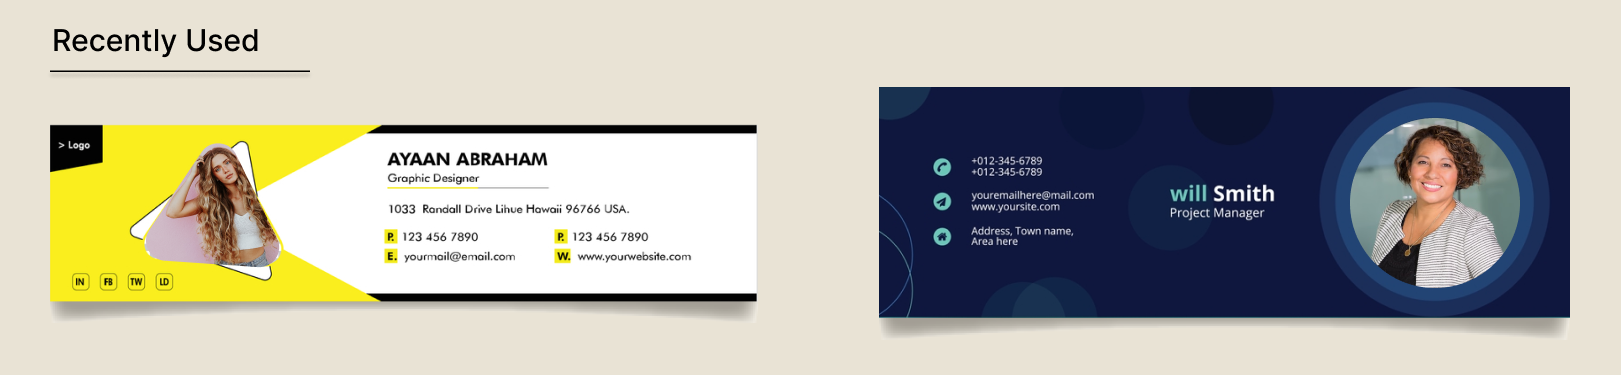 Recently Used
> Logo
AYAAN ABRAHAM
Graphic Designer
1033 Randall Drive Lihue Hawaii 96766 USA.
P. 123 456 7890
P. 123 456 7890
E. yourmail@email.com
W. www.yourwebsite.com
IN FB TW LD
+012-345-6789
+012-345-6789
youremailhere@mail.com
www.yoursite.com
Address, Town name,
Area here
will Smith
Project Manager